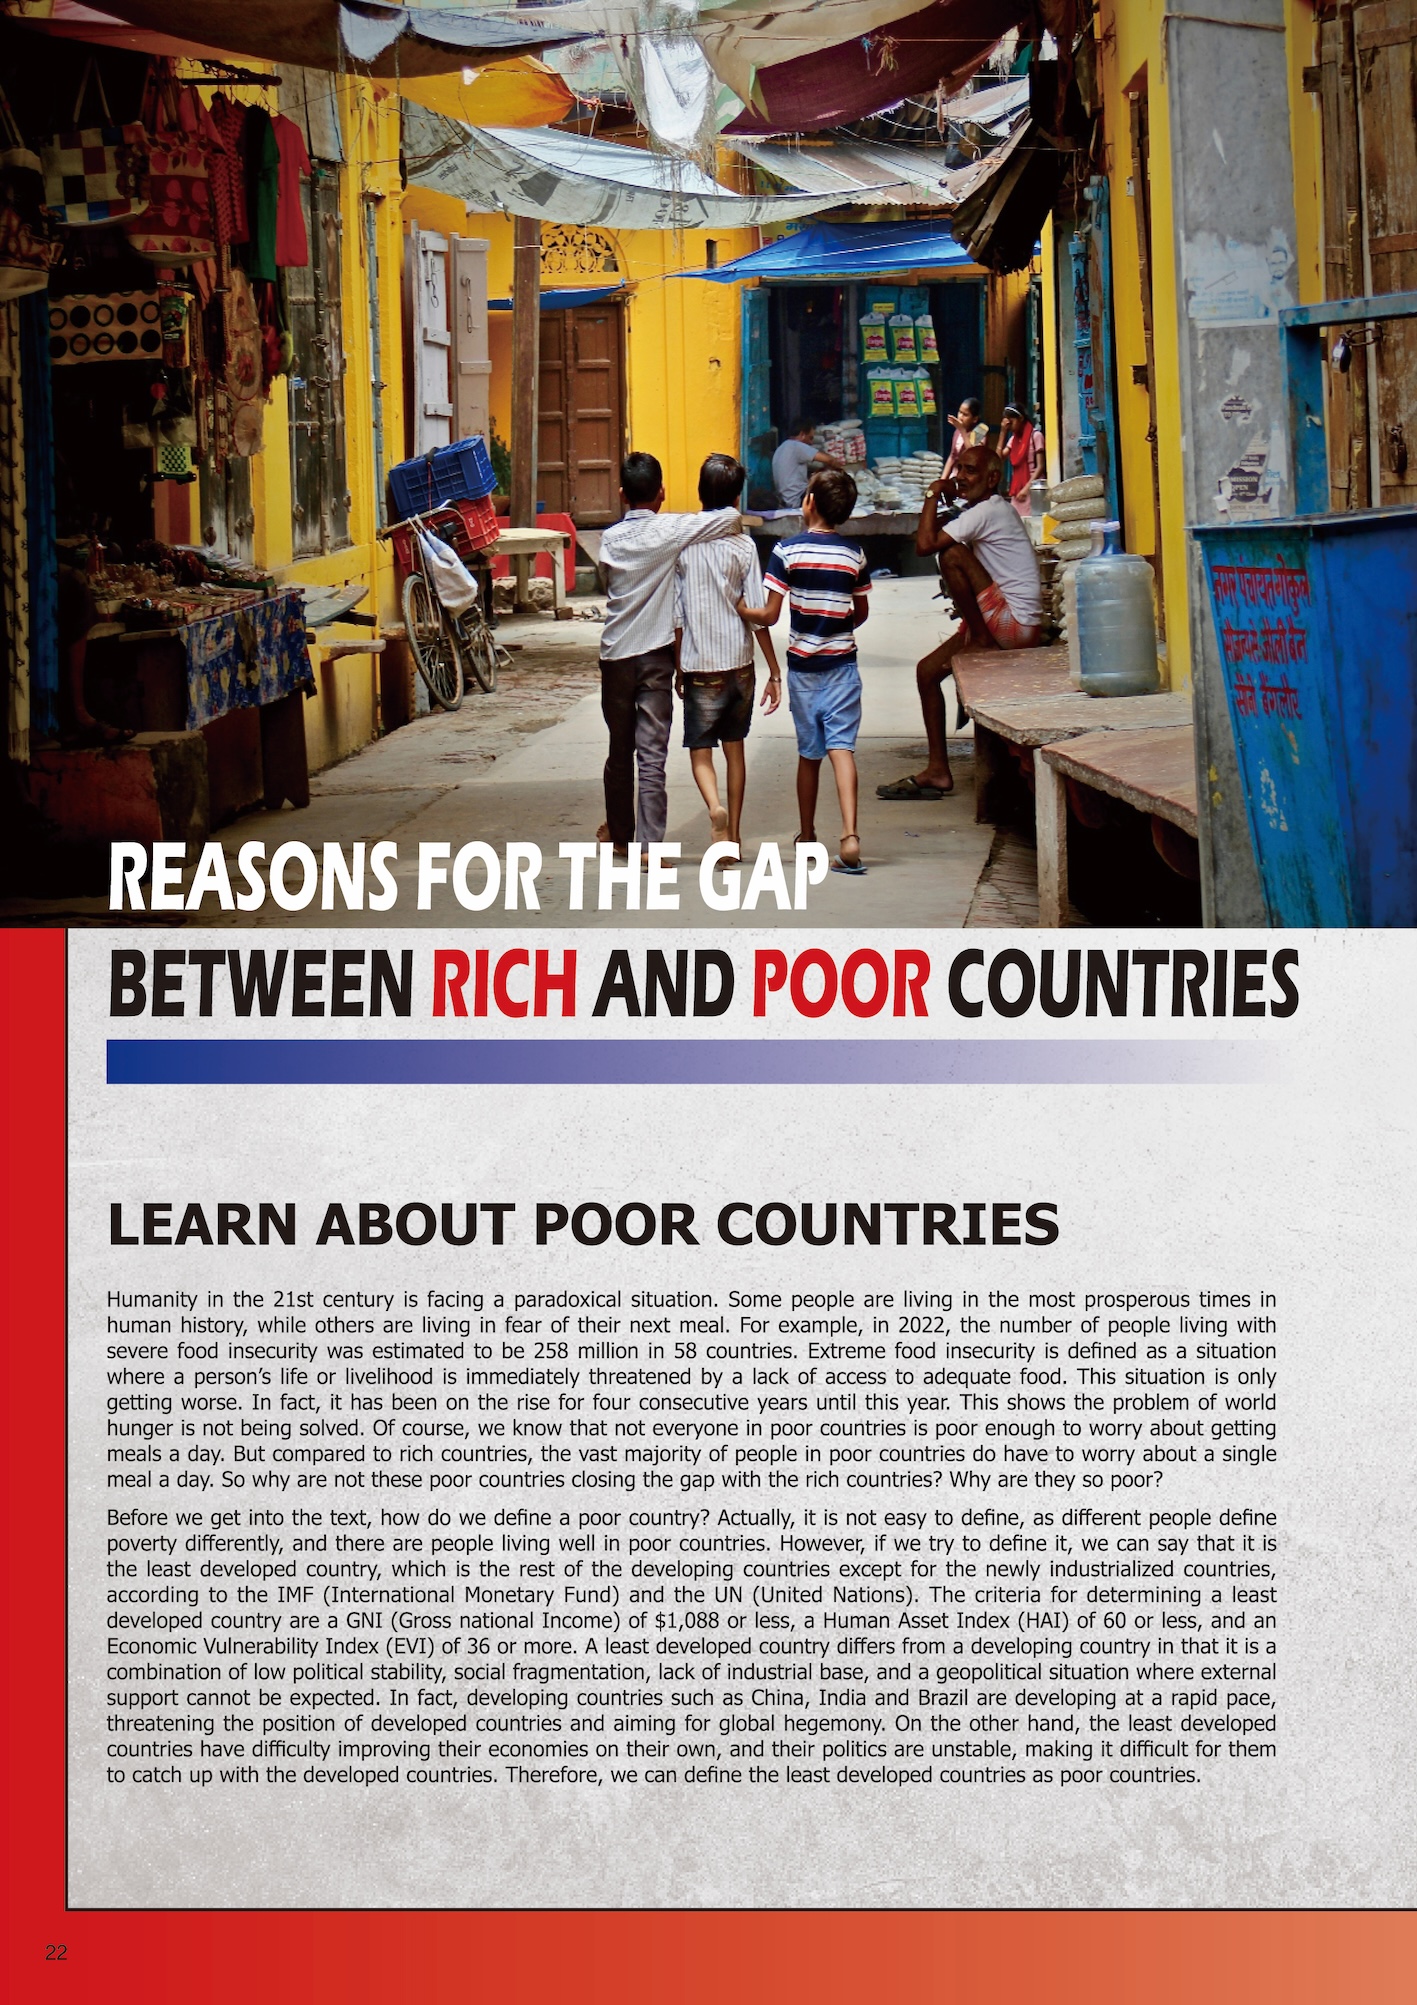 नगर पंचायत गोकुल
सौजन्य से जौली बैन
सीने बैंगलौर
REASONS FOR THE GAP
BETWEEN RICH AND POOR COUNTRIES
LEARN ABOUT POOR COUNTRIES
Humanity in the 21st century is facing a paradoxical situation. Some people are living in the most prosperous times in
human history, while others are living in fear of their next meal. For example, in 2022, the number of people living with
severe food insecurity was estimated to be 258 million in 58 countries. Extreme food insecurity is defined as a situation
where a person’s life or livelihood is immediately threatened by a lack of access to adequate food. This situation is only
getting worse. In fact, it has been on the rise for four consecutive years until this year. This shows the problem of world
hunger is not being solved. Of course, we know that not everyone in poor countries is poor enough to worry about getting
meals a day. But compared to rich countries, the vast majority of people in poor countries do have to worry about a single
meal a day. So why are not these poor countries closing the gap with the rich countries? Why are they so poor?
Before we get into the text, how do we define a poor country? Actually, it is not easy to define, as different people define
poverty differently, and there are people living well in poor countries. However, if we try to define it, we can say that it is
the least developed country, which is the rest of the developing countries except for the newly industrialized countries,
according to the IMF (International Monetary Fund) and the UN (United Nations). The criteria for determining a least
developed country are a GNI (Gross national Income) of $1,088 or less, a Human Asset Index (HAI) of 60 or less, and an
Economic Vulnerability Index (EVI) of 36 or more. A least developed country differs from a developing country in that it is a
combination of low political stability, social fragmentation, lack of industrial base, and a geopolitical situation where external
support cannot be expected. In fact, developing countries such as China, India and Brazil are developing at a rapid pace,
threatening the position of developed countries and aiming for global hegemony. On the other hand, the least developed
countries have difficulty improving their economies on their own, and their politics are unstable, making it difficult for them
to catch up with the developed countries. Therefore, we can define the least developed countries as poor countries.
22